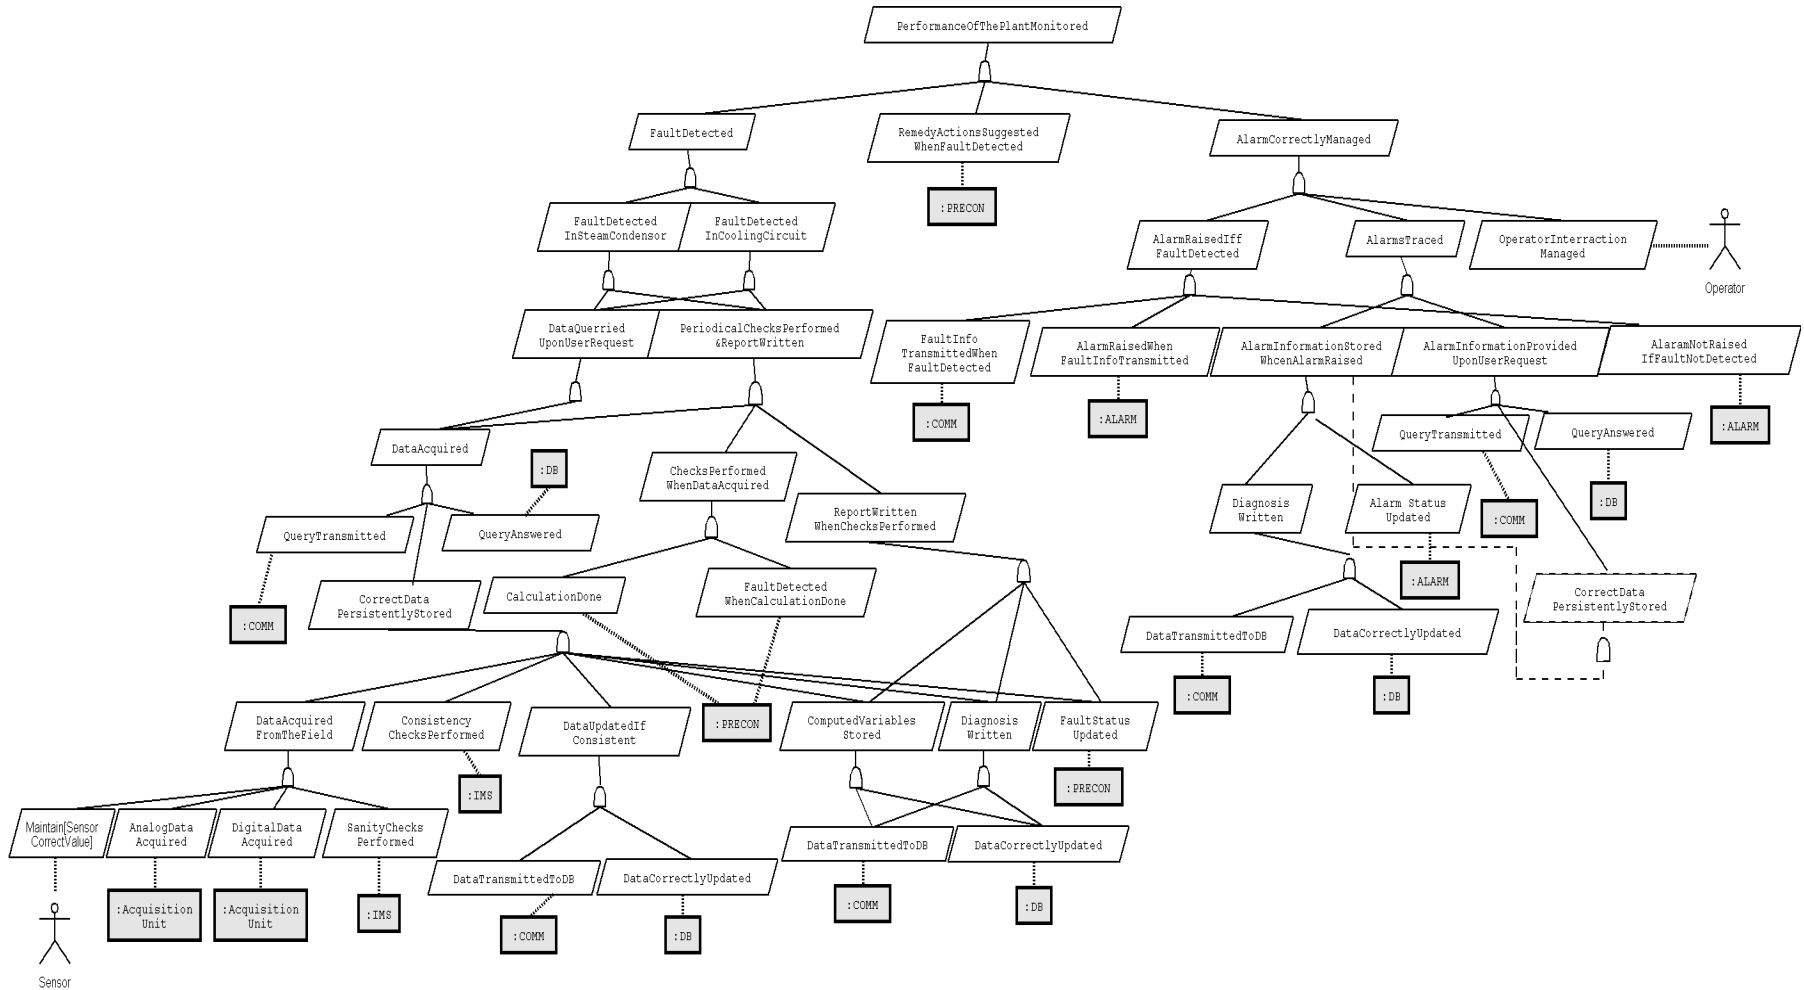 PerformanceOfThePlantMonitored
FaultDetected
RemedyActionsSuggested
WhenFaultDetected
AlarmCorrectlyManaged
:PRECON
FaultDetected
InSteamCondensor
FaultDetected
InCoolingCircuit
AlarmRaisedIff
FaultDetected
AlarmsTraced
OperatorInterraction
Managed
Operator
DataQuerried
UponUserRequest
PeriodicalChecksPerformed
&ReportWritten
FaultInfo
TransmittedWhen
FaultDetected
AlarmRaisedWhen
FaultInfoTransmitted
AlarmInformationStored
WhcenAlarmRaised
AlarmInformationProvided
UponUserRequest
AlaramNotRaised
IfFaultNotDetected
:COMM
:ALARM
:ALARM
DataAcquired
:DB
ChecksPerformed
WhenDataAcquired
QueryTransmitted
QueryAnswered
:COMM
:DB
QueryTransmitted
QueryAnswered
ReportWritten
WhenChecksPerformed
Diagnosis
Written
Alarm Status
Updated
:ALARM
:COMM
CorrectData
PersistentlyStored
CalculationDone
FaultDetected
WhenCalculationDone
CorrectData
PersistentlyStored
DataTransmittedToDB
DataCorrectlyUpdated
:COMM
:DB
DataAcquired
FromTheField
Consistency
ChecksPerformed
DataUpdatedIf
Consistent
:PRECON
ComputedVariables
Stored
Diagnosis
Written
FaultStatus
Updated
:IMS
:PRECON
Maintain[Sensor
CorrectValue]
AnalogData
Acquired
DigitalData
Acquired
SanityChecks
Performed
DataTransmittedToDB
DataCorrectlyUpdated
DataTransmittedToDB
DataCorrectlyUpdated
:Acquisition
Unit
:Acquisition
Unit
:IMS
:COMM
:DB
:COMM
:DB
Sensor